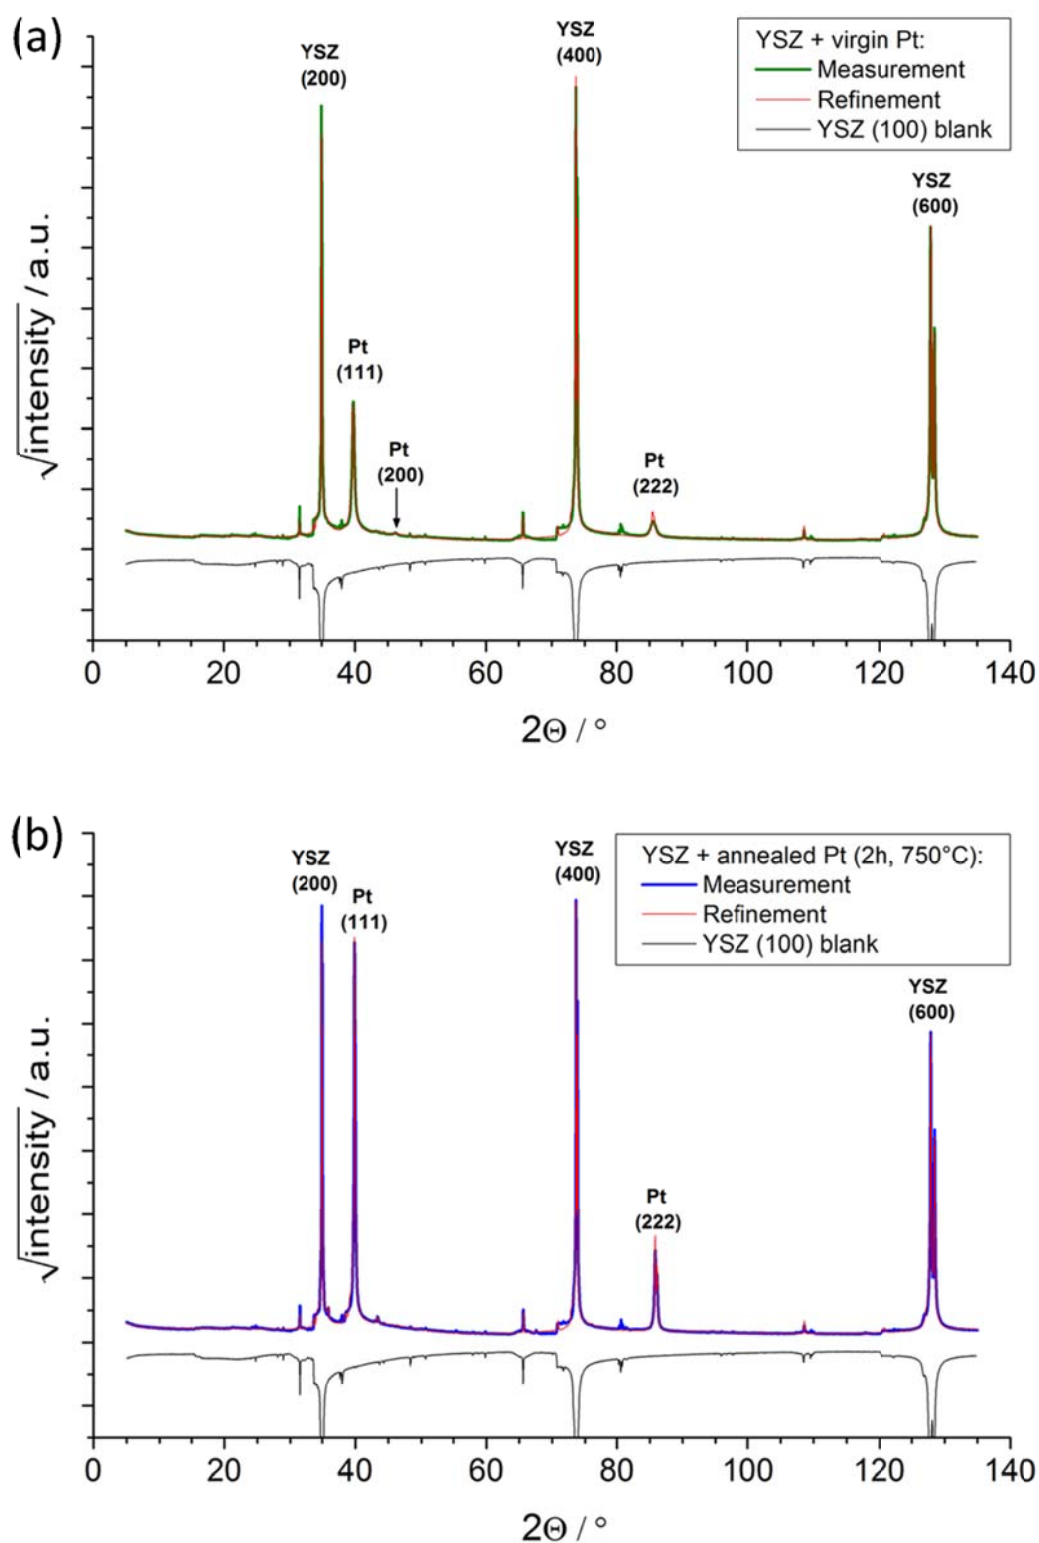 (a)
YSZ
(200)
YSZ
(400)
YSZ + virgin Pt:
Measurement
Refinement
YSZ (100) blank
YSZ
(600)
Pt
(111)
Pt
(200)
Pt
(222)
√intensity / a.u.
0 20 40 60 80 100 120 140
2Θ / °
(b)
YSZ
(200)
Pt
(111)
YSZ
(400)
YSZ + annealed Pt (2h, 750°C):
Measurement
Refinement
YSZ (100) blank
YSZ
(600)
Pt
(222)
√intensity / a.u.
0 20 40 60 80 100 120 140
2Θ / °